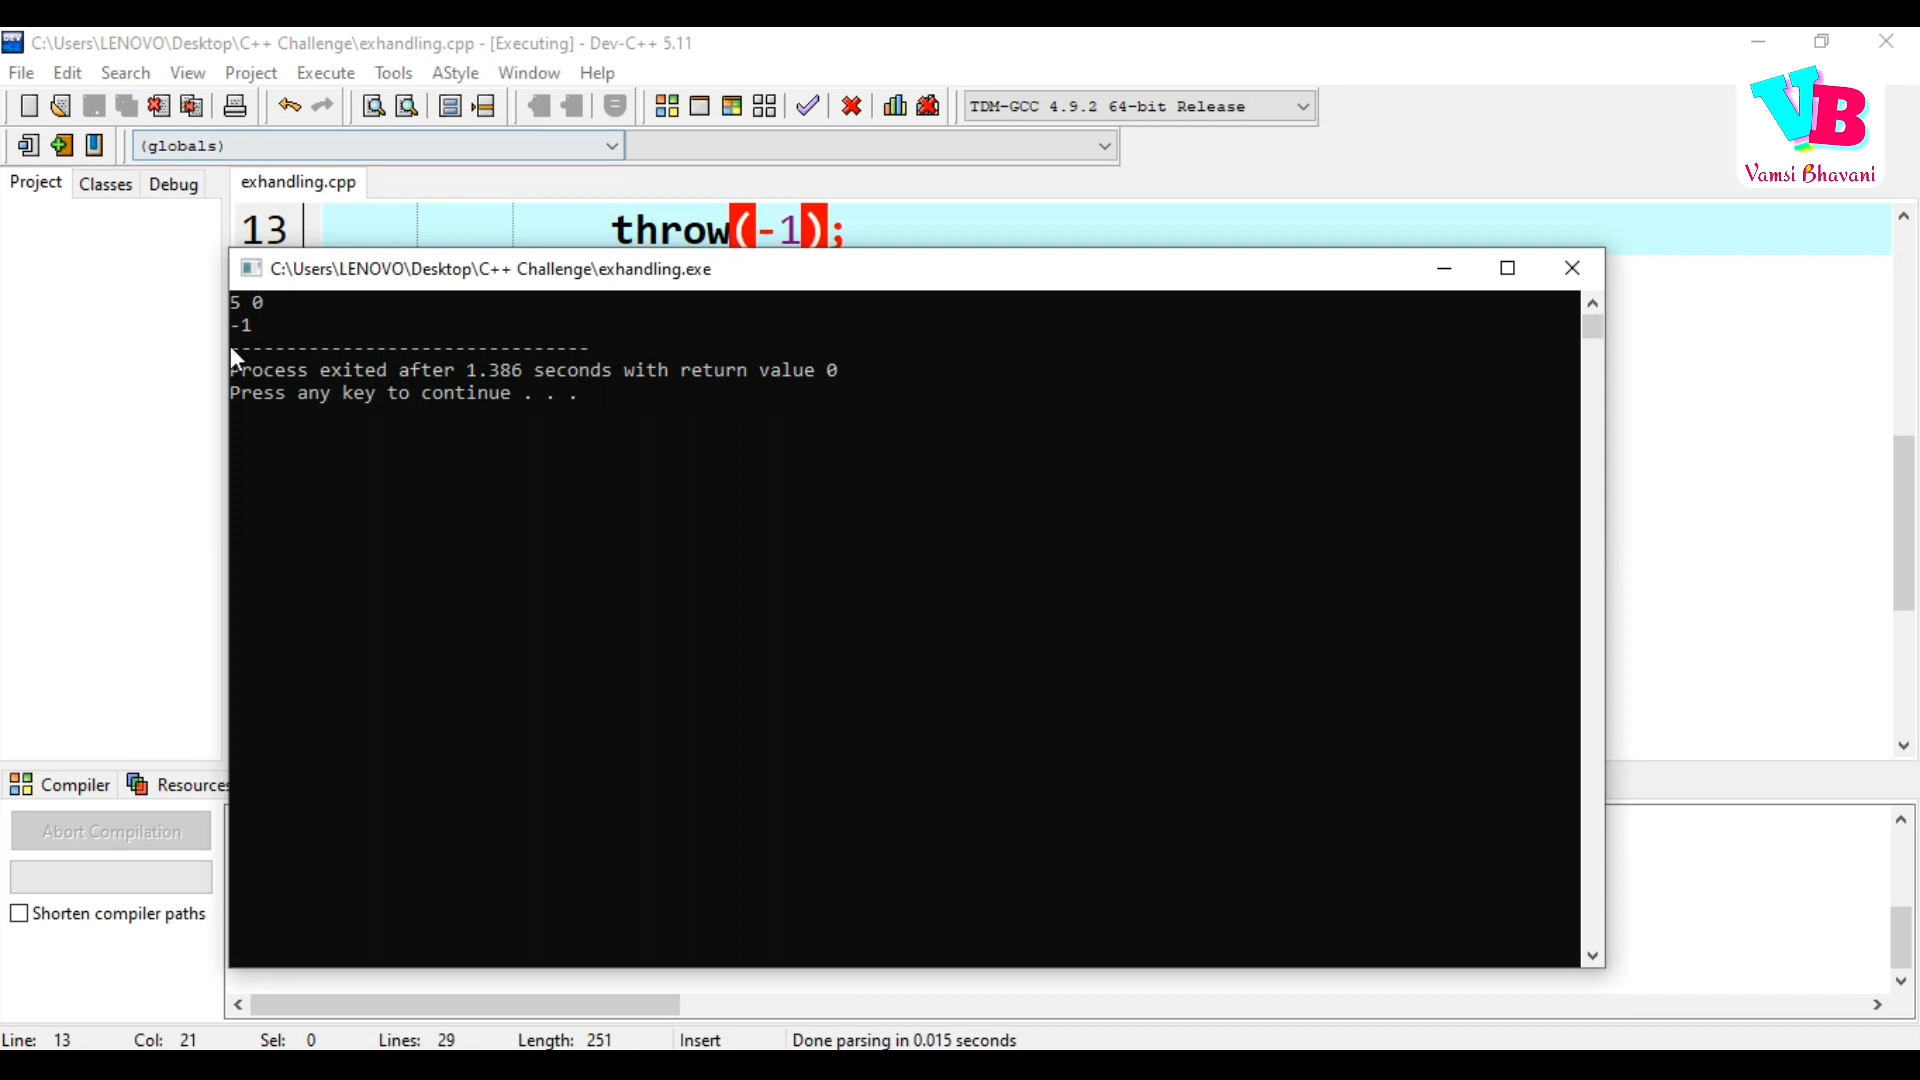 C:\Users\LENOVO\Desktop\C++ Challenge\exhandling.cpp - [Executing] - Dev-C++ 5.11
File Edit Search View Project Execute Tools AStyle Window Help
TDM-GCC 4.9.2 64-bit Release
VB
Vamsi Bhavani
(globals)
Project Classes Debug
exhandling.cpp
13 throw(-1);
C:\Users\LENOVO\Desktop\C++ Challenge\exhandling.exe
5 0
-1
--------------------------------
Process exited after 1.386 seconds with return value 0
Press any key to continue . . .
Compiler Resources
Abort Compilation
Shorten compiler paths
Line: 13 Col: 21 Sel: 0 Lines: 29 Length: 251 Insert Done parsing in 0.015 seconds